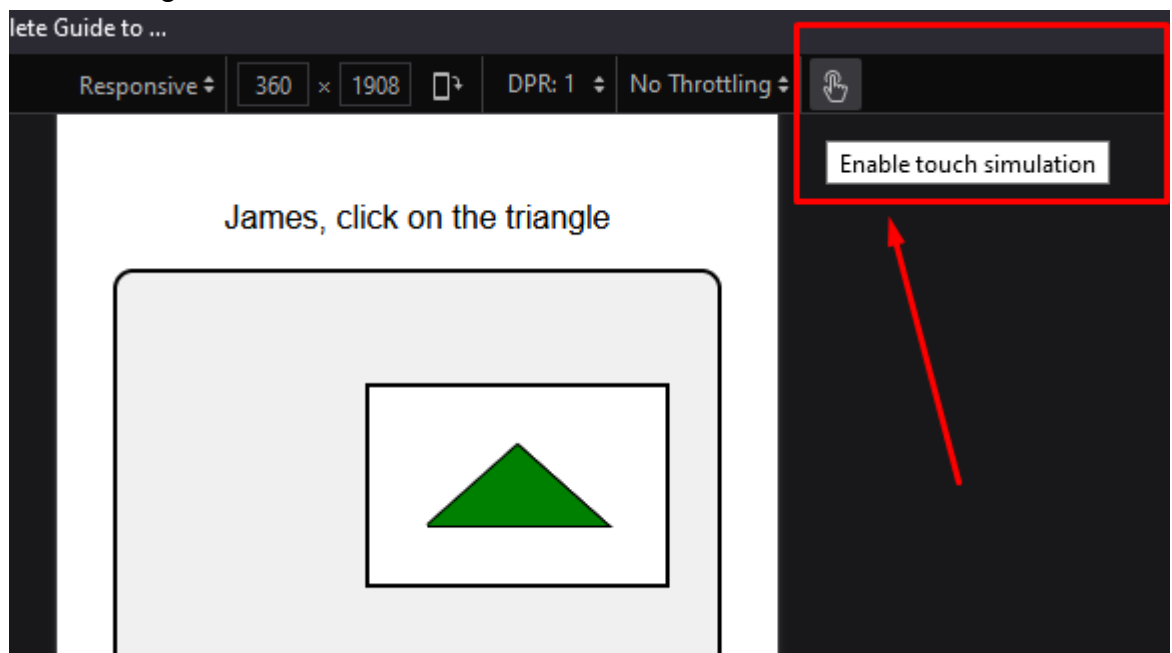 lete Guide to ...
Responsive 360 × 1908 DPR: 1 No Throttling
Enable touch simulation
James, click on the triangle